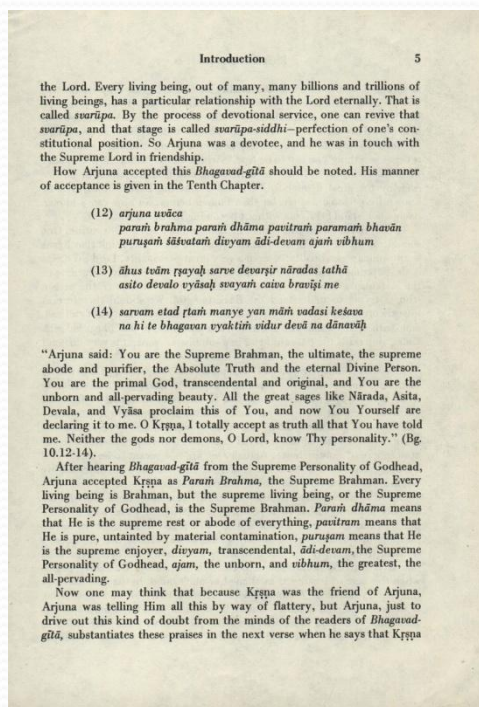 Introduction 5
the Lord. Every living being, out of many, many billions and trillions of
living beings, has a particular relationship with the Lord eternally. That is
called svarūpa. By the process of devotional service, one can revive that
svarūpa, and that stage is called svarūpa-siddhi—perfection of one's con-
stitutional position. So Arjuna was a devotee, and he was in touch with
the Supreme Lord in friendship.
How Arjuna accepted this Bhagavad-gītā should be noted. His manner
of acceptance is given in the Tenth Chapter.
(12) arjuna uvāca
paraṁ brahma paraṁ dhāma pavitraṁ paramaṁ bhavān
puruṣaṁ śāśvataṁ divyam ādi-devam ajaṁ vibhum
(13) āhus tvām ṛṣayaḥ sarve devarṣir nāradas tathā
asito devalo vyāsaḥ svayaṁ caiva bravīṣi me
(14) sarvam etad ṛtaṁ manye yan māṁ vadasi keśava
na hi te bhagavan vyaktiṁ vidur devā na dānavāḥ
"Arjuna said: You are the Supreme Brahman, the ultimate, the supreme
abode and purifier, the Absolute Truth and the eternal Divine Person.
You are the primal God, transcendental and original, and You are the
unborn and all-pervading beauty. All the great sages like Nārada, Asita,
Devala, and Vyāsa proclaim this of You, and now You Yourself are
declaring it to me. O Kṛṣṇa, I totally accept as truth all that You have told
me. Neither the gods nor demons, O Lord, know Thy personality." (Bg.
10.12-14).
After hearing Bhagavad-gītā from the Supreme Personality of Godhead,
Arjuna accepted Kṛṣṇa as Paraṁ Brahma, the Supreme Brahman. Every
living being is Brahman, but the supreme living being, or the Supreme
Personality of Godhead, is the Supreme Brahman. Paraṁ dhāma means
that He is the supreme rest or abode of everything, pavitram means that
He is pure, untainted by material contamination, puruṣam means that He
is the supreme enjoyer, divyam, transcendental, ādi-devam, the Supreme
Personality of Godhead, ajam, the unborn, and vibhum, the greatest, the
all-pervading.
Now one may think that because Kṛṣṇa was the friend of Arjuna,
Arjuna was telling Him all this by way of flattery, but Arjuna, just to
drive out this kind of doubt from the minds of the readers of Bhagavad-
gītā, substantiates these praises in the next verse when he says that Kṛṣṇa